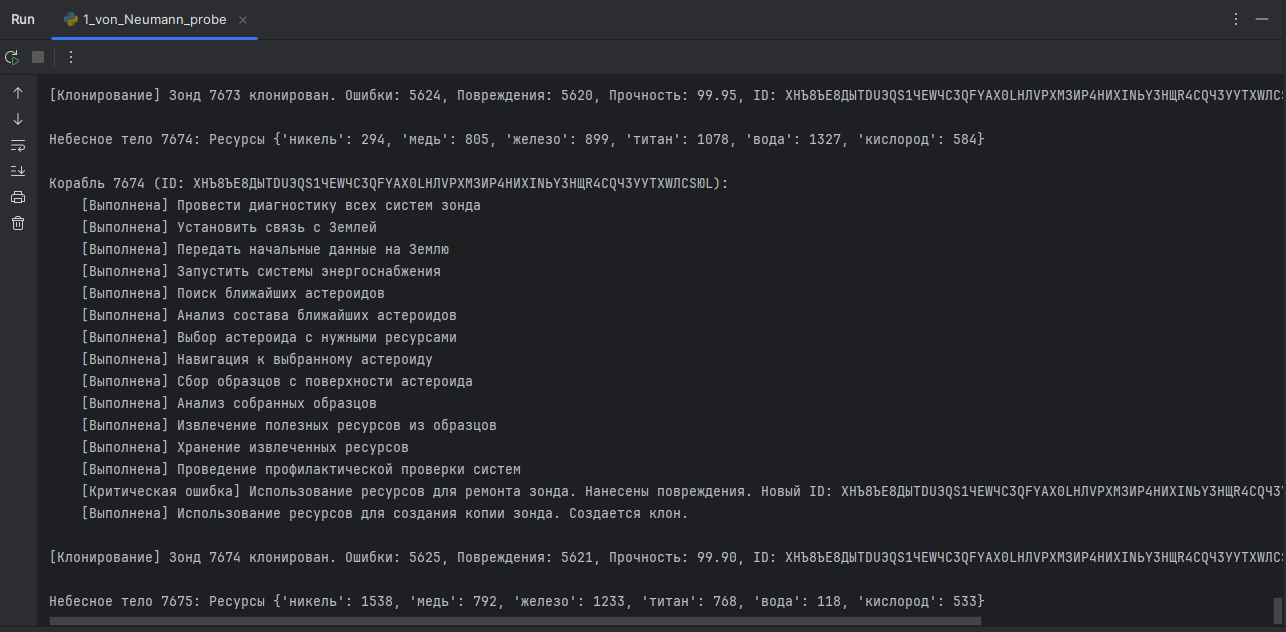 Run 1_von_Neumann_probe
[Клонирование] Зонд 7673 клонирован. Ошибки: 5624, Повреждения: 5620, Прочность: 99.95, ID: ХНЪ8ЪЕ8ДЫТDUЭQS1ЧЕWЧС3QFYAX0LHЛVPXМЗИР4НИXINЬY3HЩR4CQЧ3YУТХWЛC
Небесное тело 7674: Ресурсы {'никель': 294, 'медь': 805, 'железо': 899, 'титан': 1078, 'вода': 1327, 'кислород': 584}
Корабль 7674 (ID: ХНЪ8ЪЕ8ДЫТDUЭQS1ЧЕWЧС3QFYAX0LHЛVPXМЗИР4НИXINЬY3HЩR4CQЧ3YУТХWЛCSЮL):
[Выполнена] Провести диагностику всех систем зонда
[Выполнена] Установить связь с Землей
[Выполнена] Передать начальные данные на Землю
[Выполнена] Запустить системы энергоснабжения
[Выполнена] Поиск ближайших астероидов
[Выполнена] Анализ состава ближайших астероидов
[Выполнена] Выбор астероида с нужными ресурсами
[Выполнена] Навигация к выбранному астероиду
[Выполнена] Сбор образцов с поверхности астероида
[Выполнена] Анализ собранных образцов
[Выполнена] Извлечение полезных ресурсов из образцов
[Выполнена] Хранение извлеченных ресурсов
[Выполнена] Проведение профилактической проверки систем
[Критическая ошибка] Использование ресурсов для ремонта зонда. Нанесены повреждения. Новый ID: ХНЪ8ЪЕ8ДЫТDUЭQS1ЧЕWЧС3QFYAX0LHЛVPXМЗИР4НИXINЬY3HЩR4CQЧ3
[Выполнена] Использование ресурсов для создания копии зонда. Создается клон.
[Клонирование] Зонд 7674 клонирован. Ошибки: 5625, Повреждения: 5621, Прочность: 99.90, ID: ХНЪ8ЪЕ8ДЫТDUЭQS1ЧЕWЧС3QFYAX0LHЛVPXМЗИР4НИXINЬY3HЩR4CQЧ3YУТХWЛC
Небесное тело 7675: Ресурсы {'никель': 1538, 'медь': 792, 'железо': 1233, 'титан': 768, 'вода': 118, 'кислород': 533}